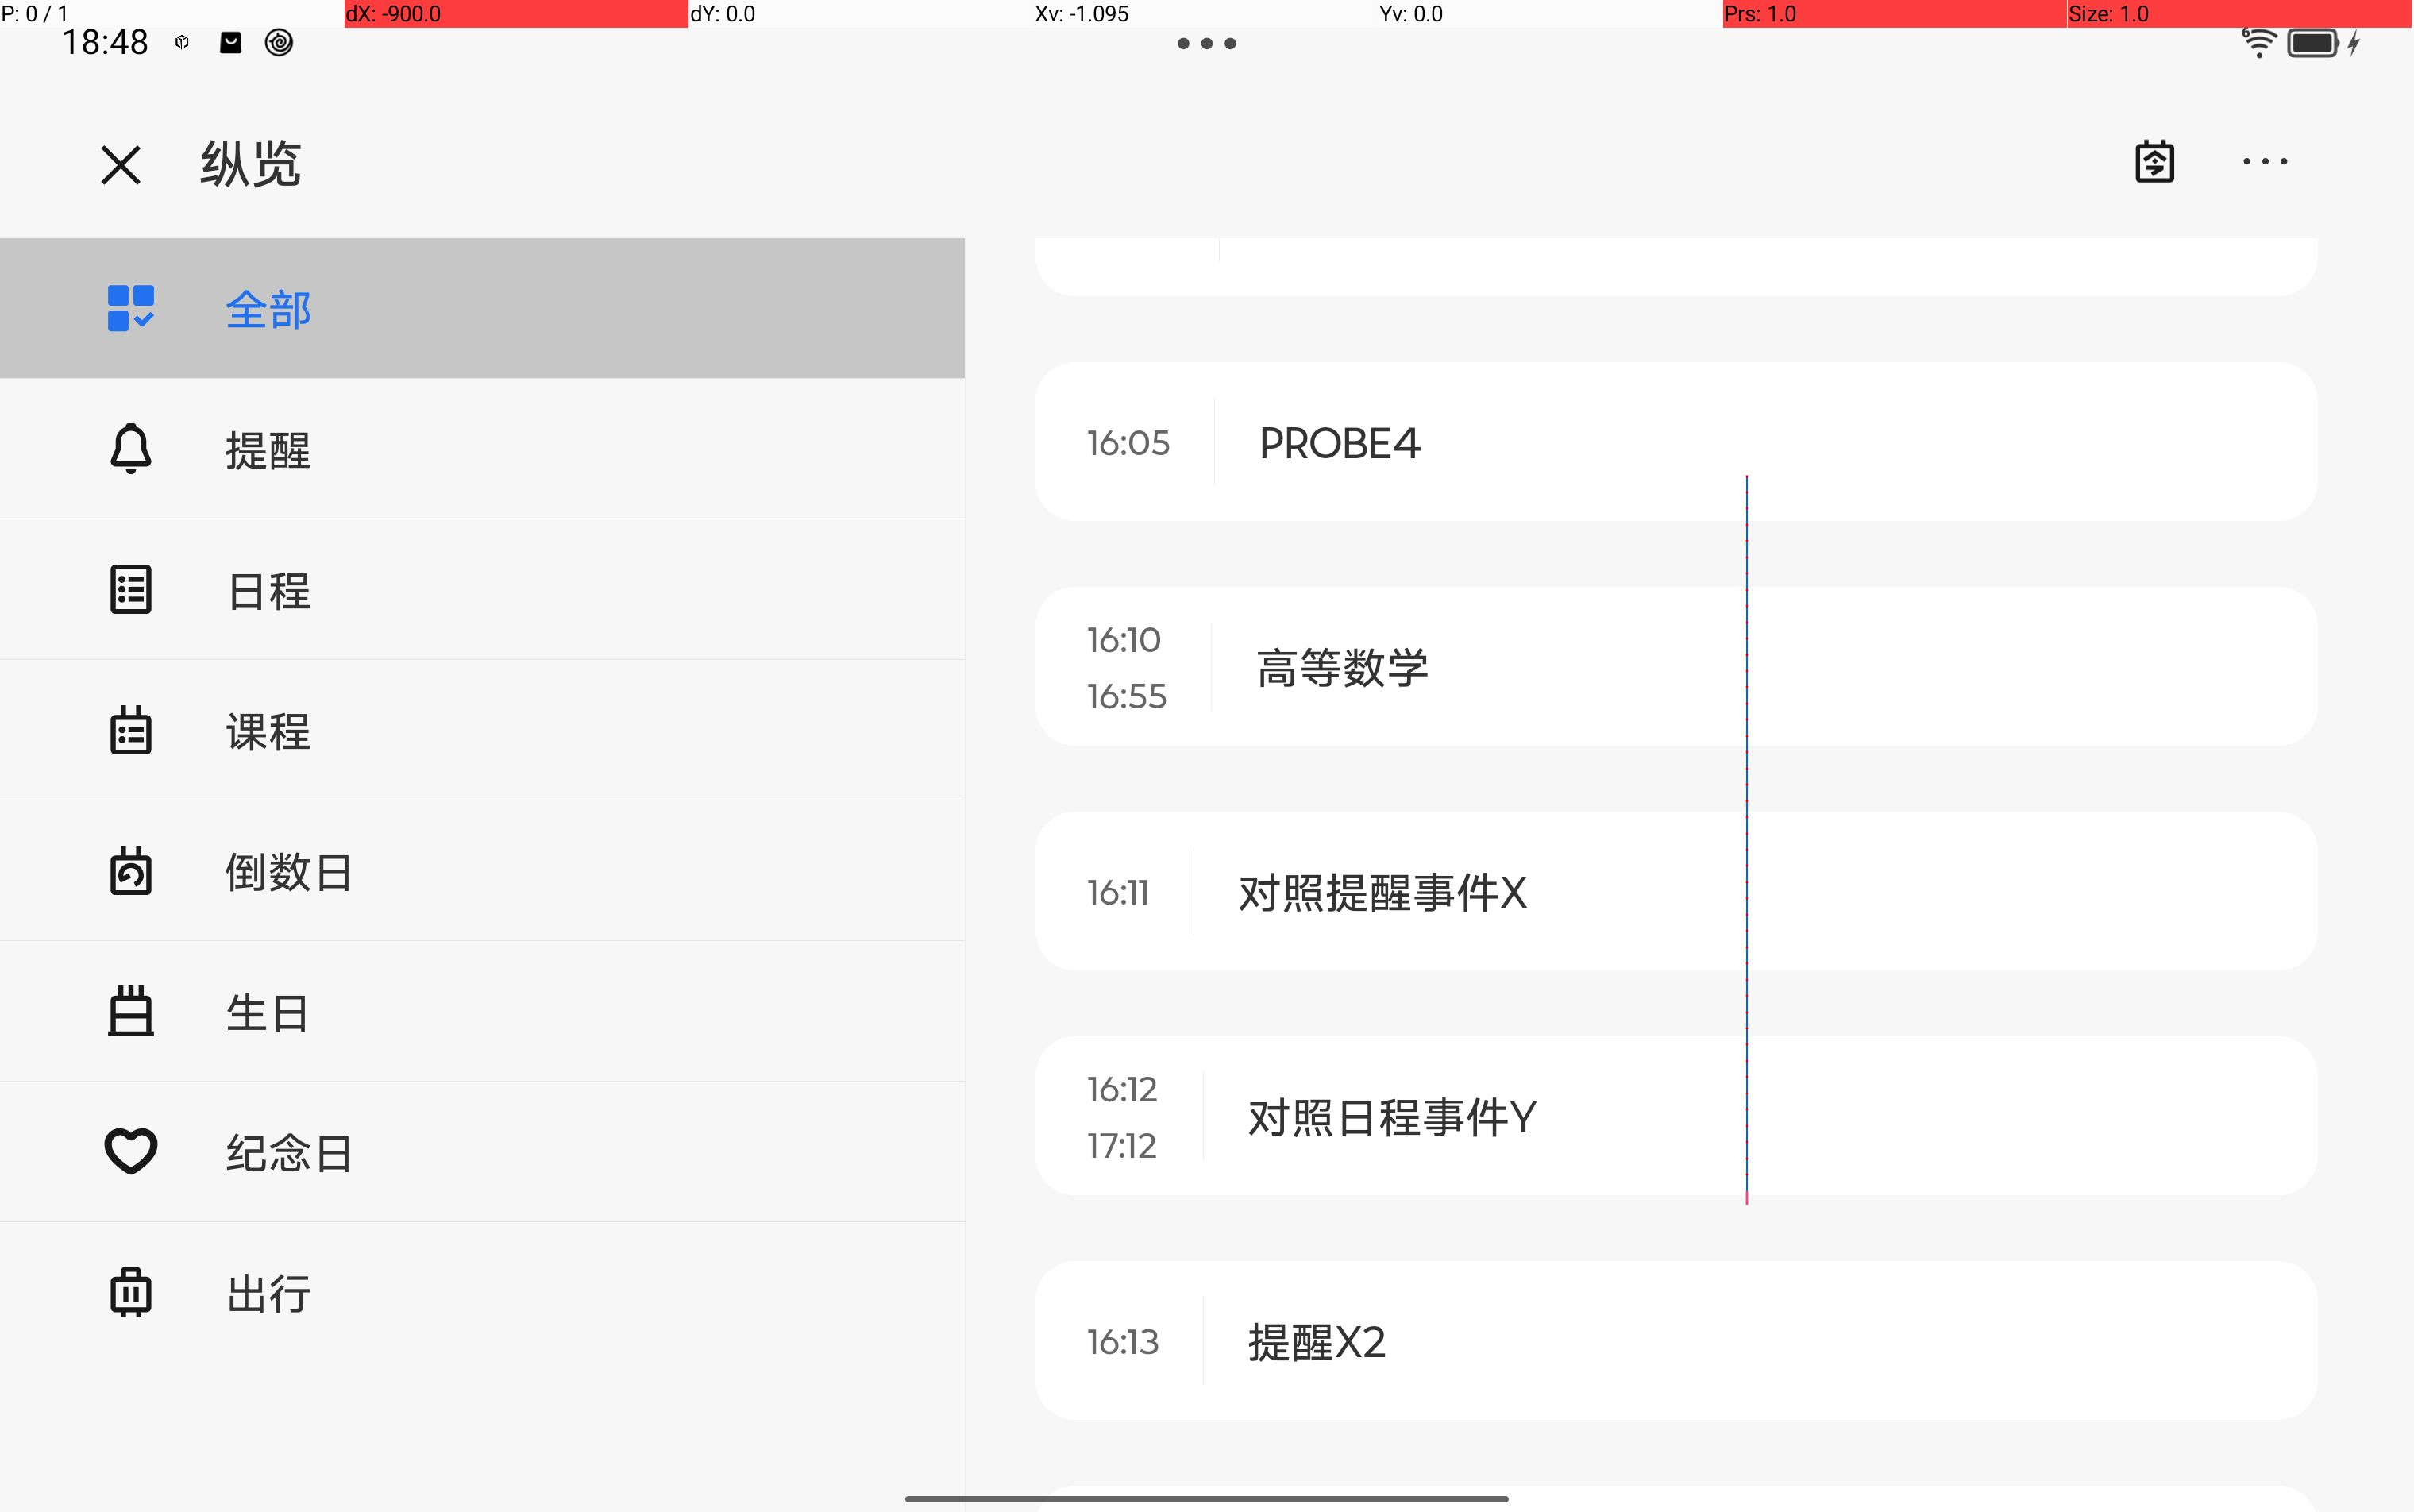 P: 0 / 1
dX: -900.0
dY: 0.0
Xv: -1.095
Yv: 0.0
Prs: 1.0
Size: 1.0
18:48
6
纵览
今
全部
提醒
日程
课程
倒数日
生日
纪念日
出行
16:05
PROBE4
16:10
16:55
高等数学
16:11
对照提醒事件X
16:12
17:12
对照日程事件Y
16:13
提醒X2